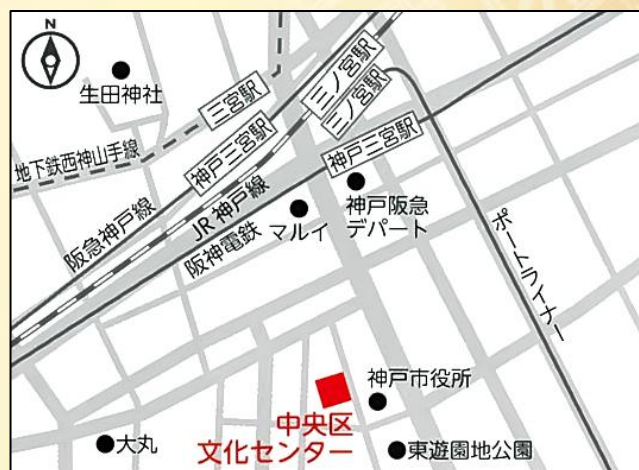 N
生田神社
三宮駅
三ノ宮駅
三ノ宮駅
神戸三宮駅
神戸三宮駅
地下鉄西神山手線
阪急神戸線
JR 神戸線
阪神電鉄
マルイ
神戸阪急
デパート
ポートライナー
神戸市役所
中央区
文化センター
大丸
東遊園地公園